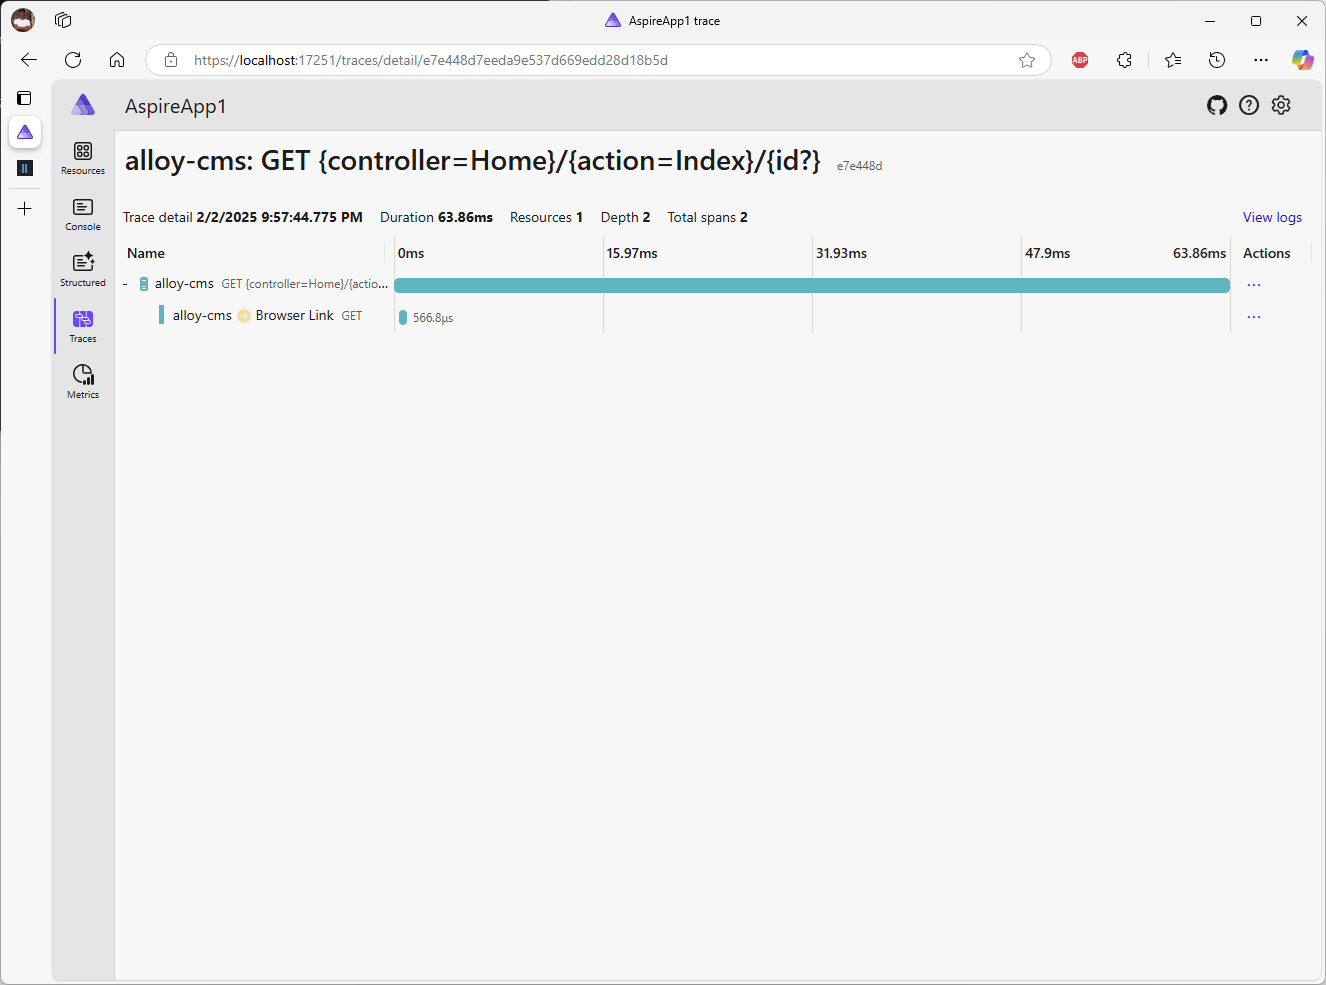 AspireApp1 trace
https://localhost:17251/traces/detail/e7e448d7eeda9e537d669edd28d18b5d
ABP
AspireApp1
Resources
Console
Structured
Traces
Metrics
alloy-cms: GET {controller=Home}/{action=Index}/{id?} e7e448d
Trace detail 2/2/2025 9:57:44.775 PM Duration 63.86ms Resources 1 Depth 2 Total spans 2 View logs
Name 0ms 15.97ms 31.93ms 47.9ms 63.86ms Actions
- alloy-cms GET {controller=Home}/{actio... ...
alloy-cms Browser Link GET 566.8µs ...